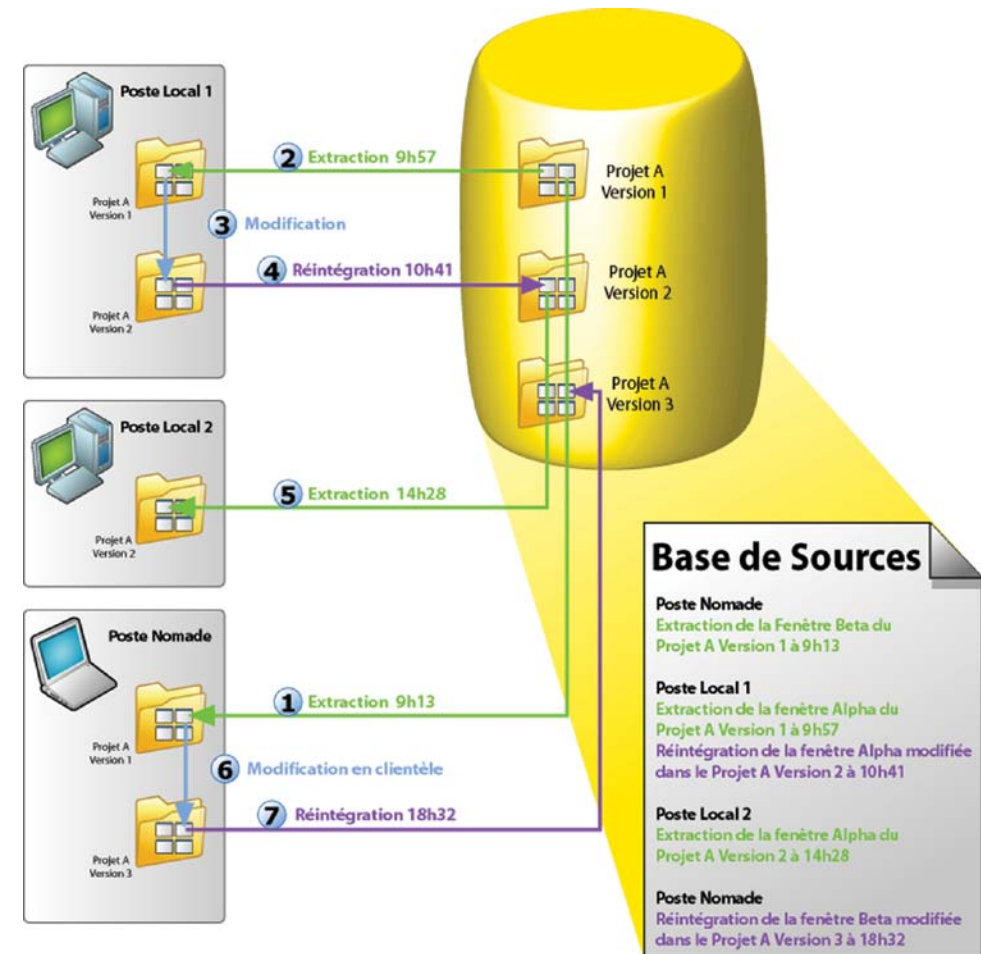 Poste Local 1
2 Extraction 9h57
Projet A
Version 1
Projet A
Version 1
3 Modification
4 Réintégration 10h41
Projet A
Version 2
Projet A
Version 2
Projet A
Version 3
Poste Local 2
5 Extraction 14h28
Projet A
Version 2
Poste Nomade
1 Extraction 9h13
Projet A
Version 1
6 Modification en clientèle
7 Réintégration 18h32
Projet A
Version 3
Base de Sources
Poste Nomade
Extraction de la Fenêtre Beta du
Projet A Version 1 à 9h13
Poste Local 1
Extraction de la fenêtre Alpha du
Projet A Version 1 à 9h57
Réintégration de la fenêtre Alpha modifiée
dans le Projet A Version 2 à 10h41
Poste Local 2
Extraction de la fenêtre Alpha du
Projet A Version 2 à 14h28
Poste Nomade
Réintégration de la fenêtre Beta modifiée
dans le Projet A Version 3 à 18h32